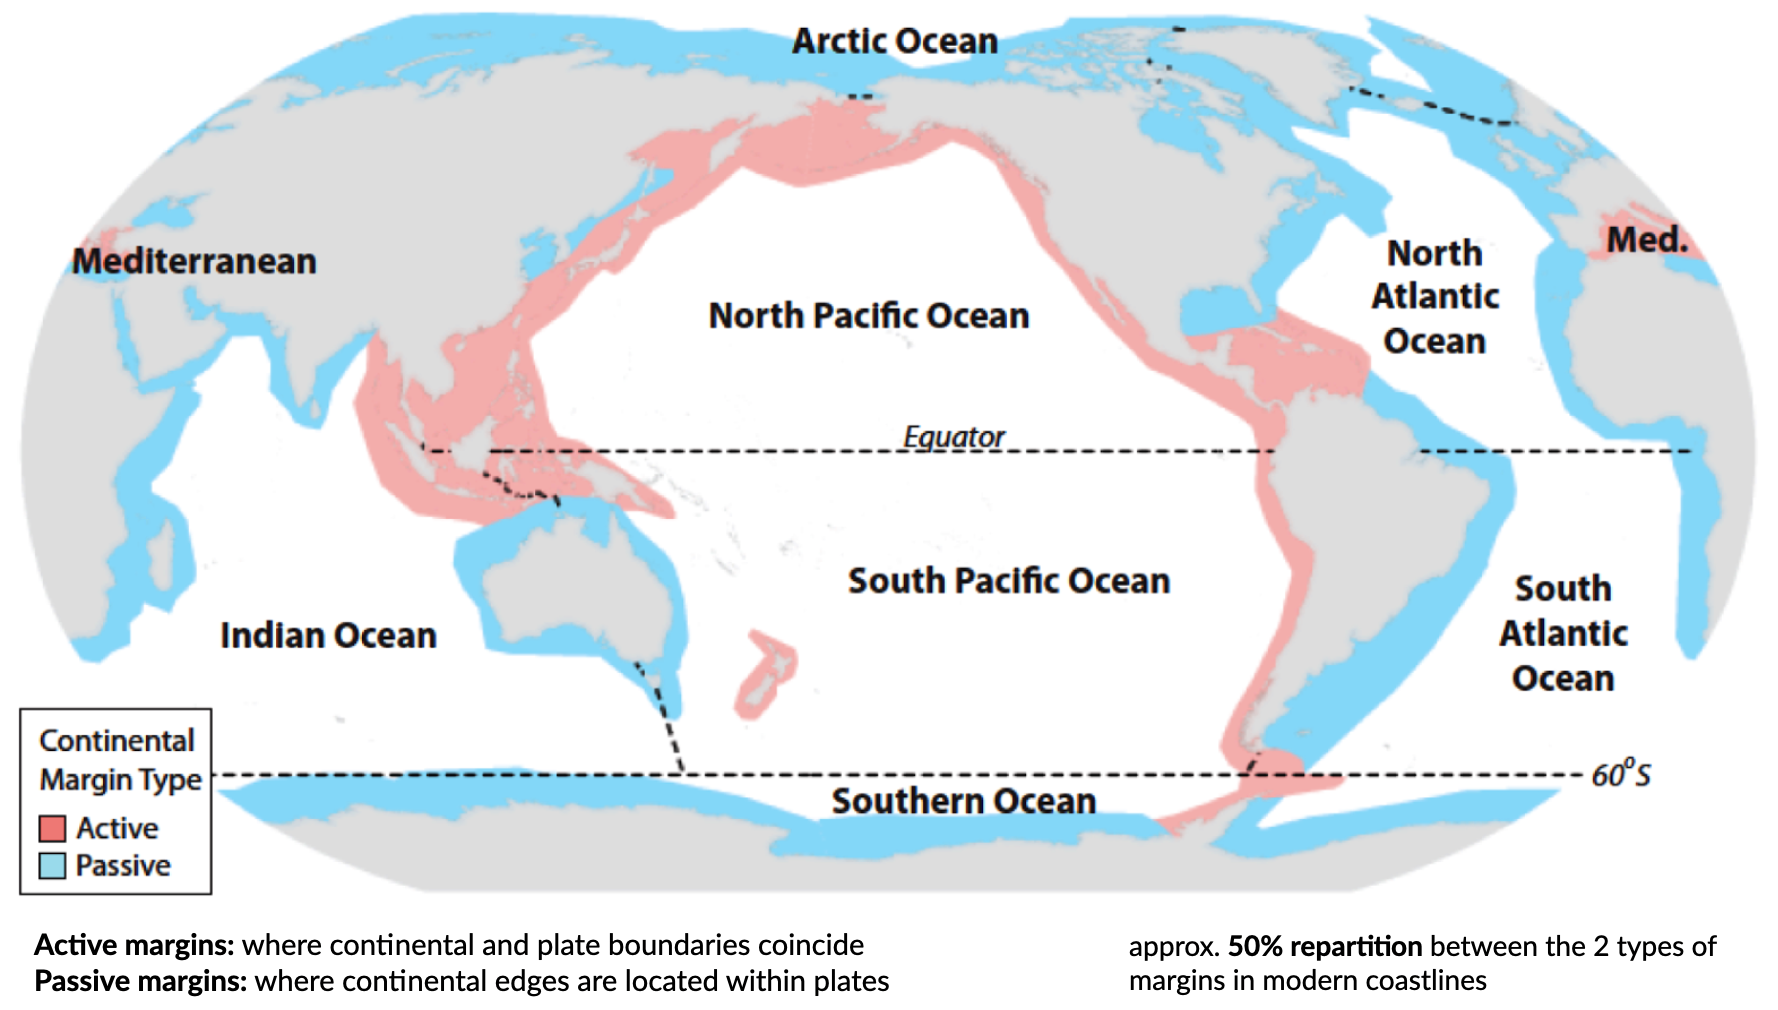 Arctic Ocean
Mediterranean
Med.
North
Atlantic
Ocean
North Pacific Ocean
Equator
South Pacific Ocean
South
Atlantic
Ocean
Indian Ocean
Continental
Margin Type
Active
Passive
60°S
Southern Ocean
Active margins: where continental and plate boundaries coincide
Passive margins: where continental edges are located within plates
approx. 50% repartition between the 2 types of
margins in modern coastlines